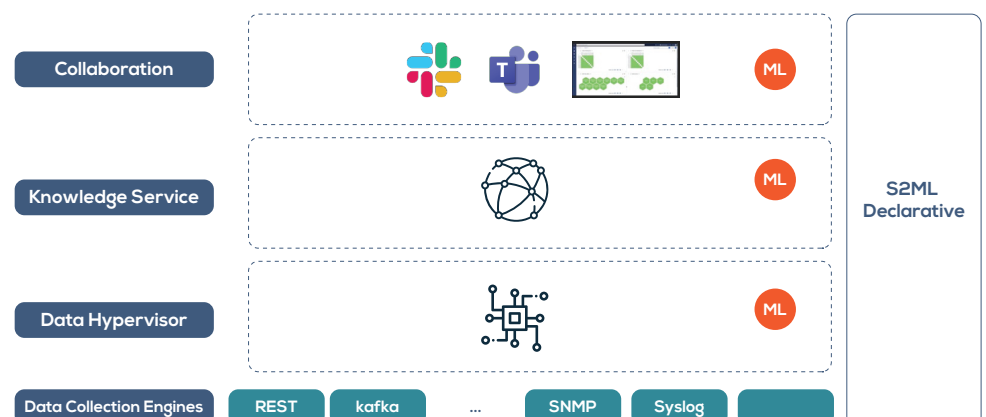 Collaboration
T
ML
Knowledge Service
ML
S2ML
Declarative
Data Hypervisor
ML
Data Collection Engines
REST
kafka
...
SNMP
Syslog